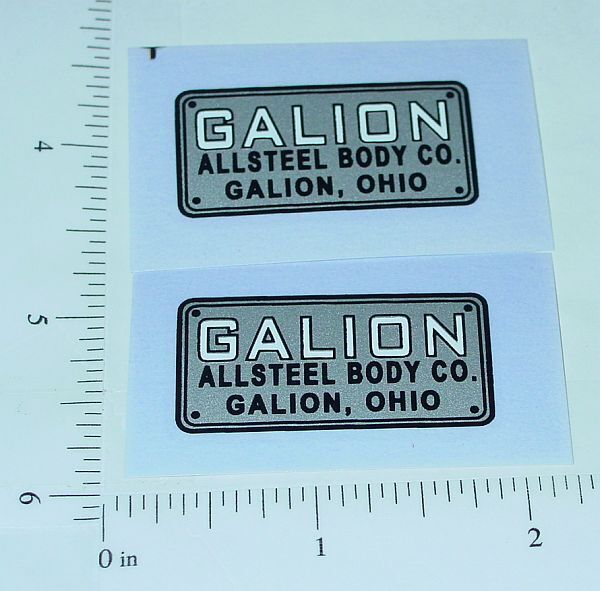 GALION
ALLSTEEL BODY CO.
GALION, OHIO
GALION
ALLSTEEL BODY CO.
GALION, OHIO
4
5
6
0 in
1
2